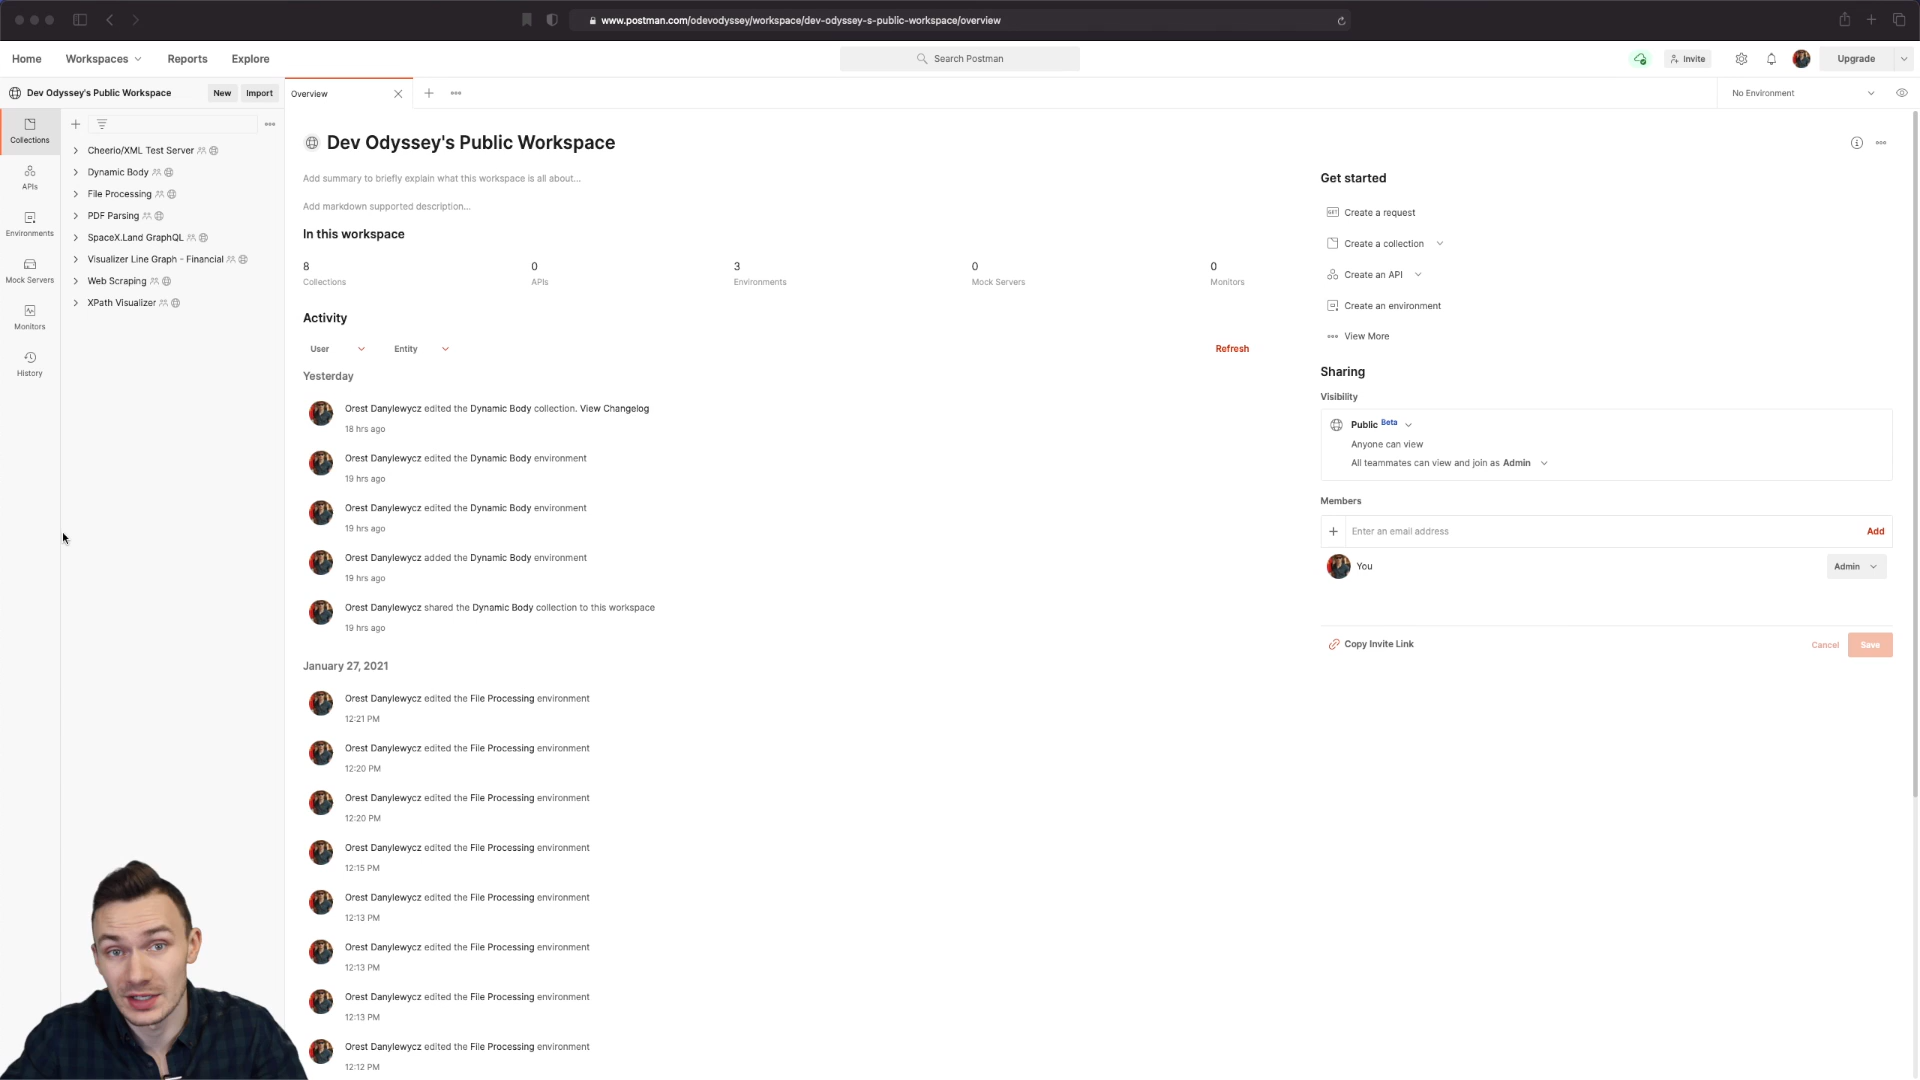 www.postman.com/odevodyssey/workspace/dev-odyssey-s-public-workspace/overview
Home
Workspaces
Reports
Explore
Search Postman
Invite
Upgrade
Dev Odyssey's Public Workspace
New
Import
Overview
No Environment
Collections
APIs
Environments
Mock Servers
Monitors
History
Cheerio/XML Test Server
Dynamic Body
File Processing
PDF Parsing
SpaceX.Land GraphQL
Visualizer Line Graph - Financial
Web Scraping
XPath Visualizer
Dev Odyssey's Public Workspace
Add summary to briefly explain what this workspace is all about...
Add markdown supported description...
In this workspace
8
Collections
0
APIs
3
Environments
0
Mock Servers
0
Monitors
Activity
User
Entity
Refresh
Yesterday
Orest Danylewycz edited the Dynamic Body collection. View Changelog
18 hrs ago
Orest Danylewycz edited the Dynamic Body environment
19 hrs ago
Orest Danylewycz edited the Dynamic Body environment
19 hrs ago
Orest Danylewycz added the Dynamic Body environment
19 hrs ago
Orest Danylewycz shared the Dynamic Body collection to this workspace
19 hrs ago
January 27, 2021
Orest Danylewycz edited the File Processing environment
12:21 PM
Orest Danylewycz edited the File Processing environment
12:20 PM
Orest Danylewycz edited the File Processing environment
12:20 PM
Orest Danylewycz edited the File Processing environment
12:15 PM
Orest Danylewycz edited the File Processing environment
12:13 PM
Orest Danylewycz edited the File Processing environment
12:13 PM
Orest Danylewycz edited the File Processing environment
12:13 PM
Orest Danylewycz edited the File Processing environment
12:12 PM
Get started
GET Create a request
Create a collection
Create an API
Create an environment
View More
Sharing
Visibility
Public Beta
Anyone can view
All teammates can view and join as Admin
Members
Enter an email address
Add
You
Admin
Copy Invite Link
Cancel
Save